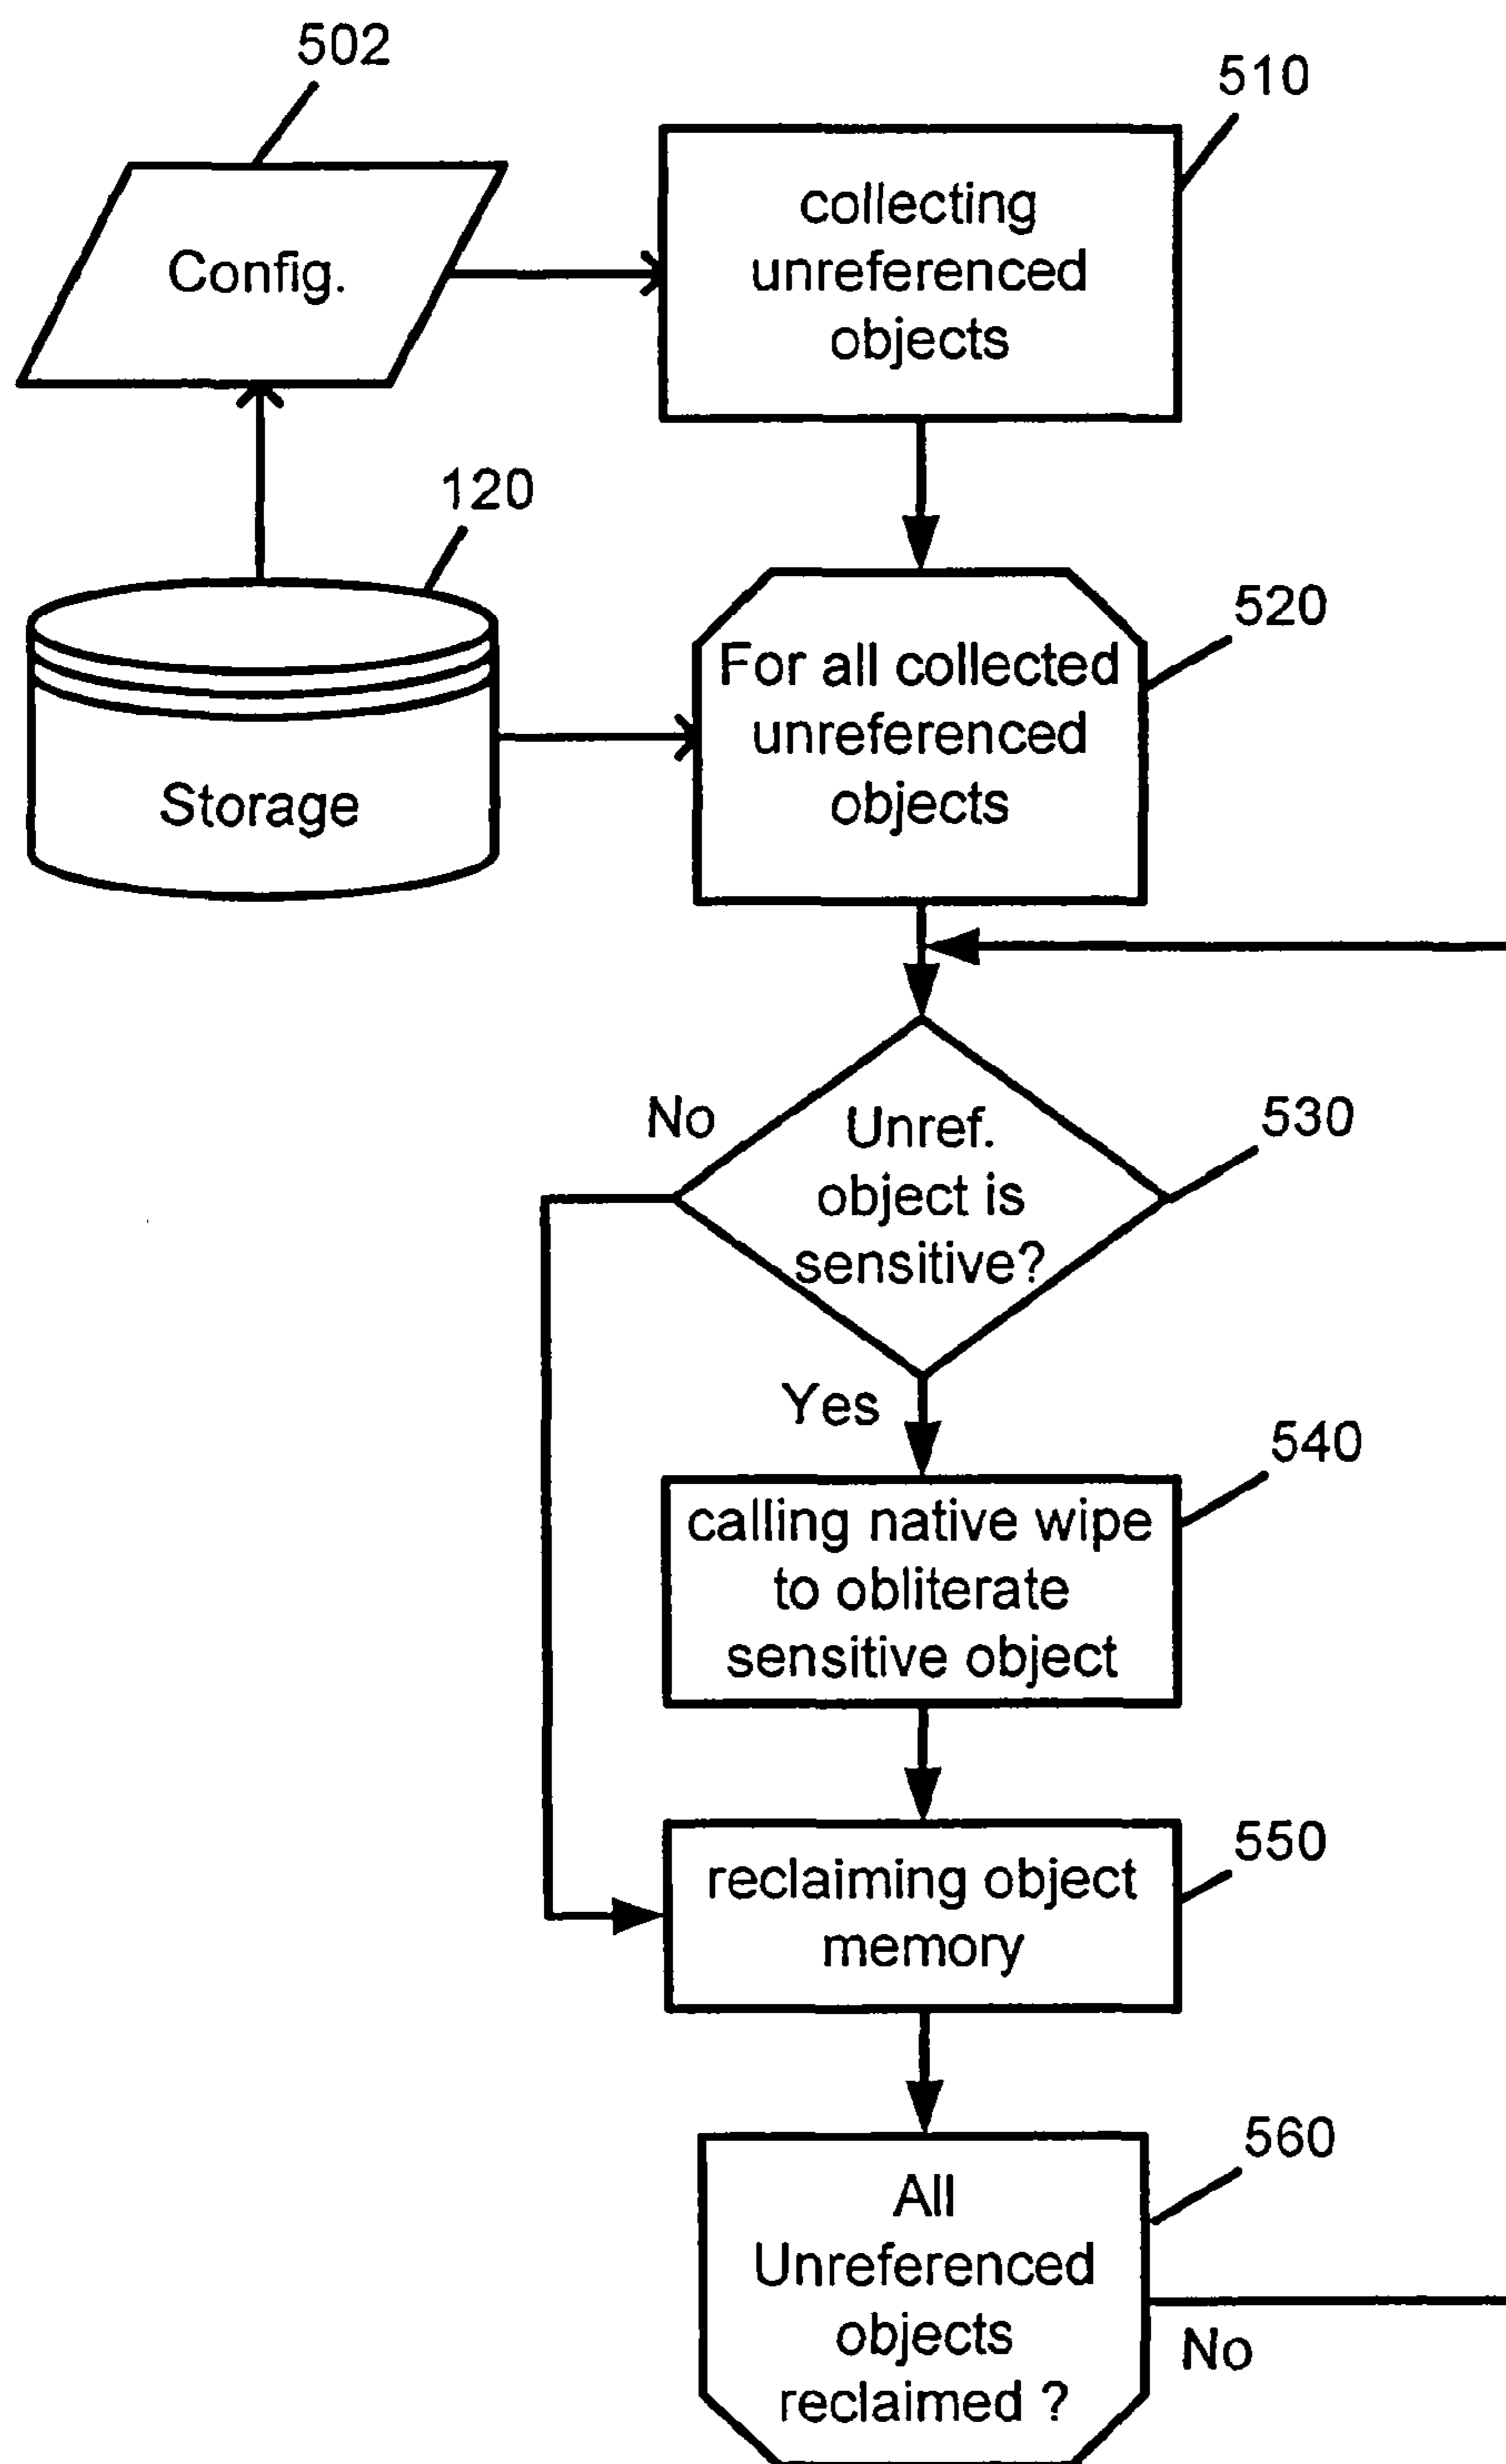 502
510
Config.
collecting
unreferenced
objects
120
Storage
520
For all collected
unreferenced
objects
530
No
Unref.
object is
sensitive?
Yes
540
calling native wipe
to obliterate
sensitive object
550
reclaiming object
memory
560
All
Unreferenced
objects
reclaimed ?
No